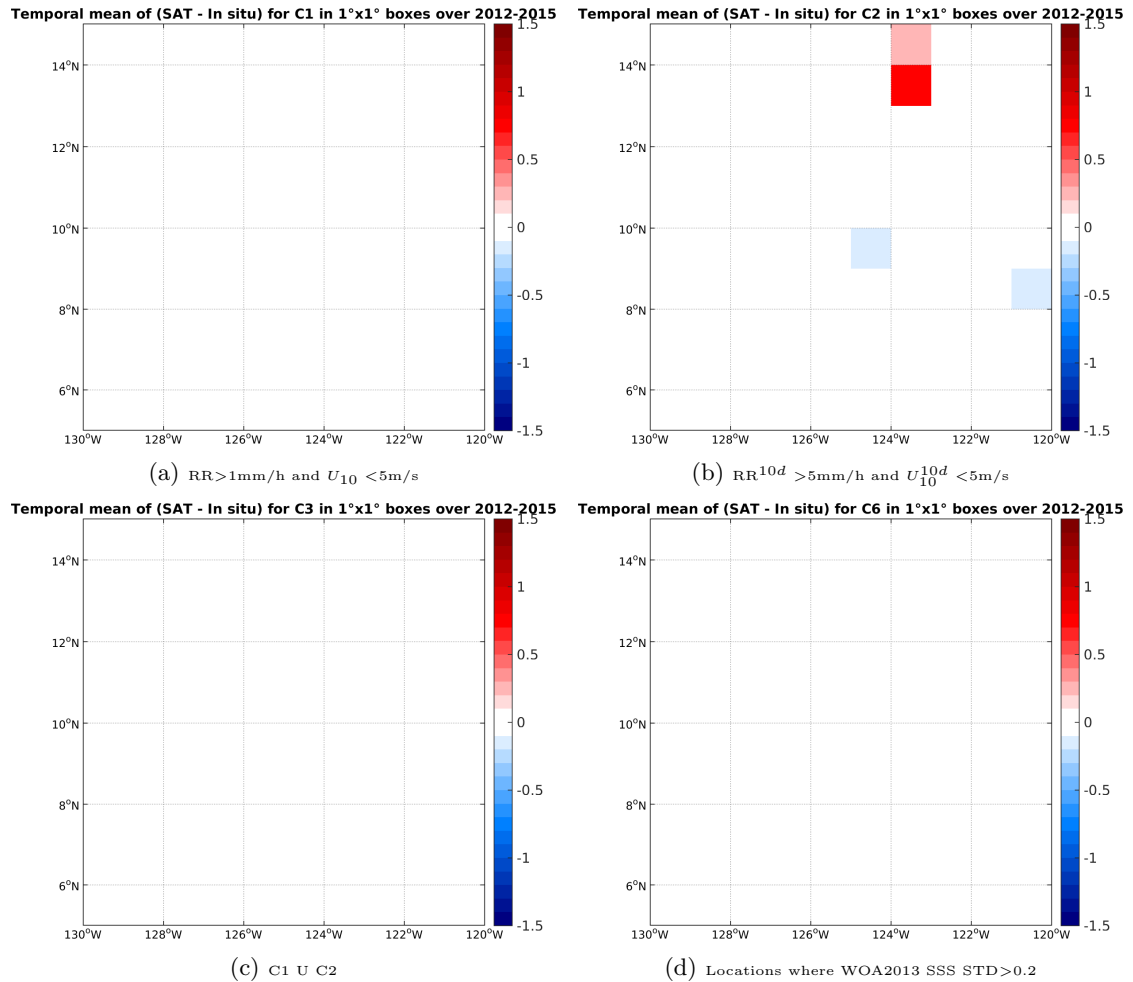 Temporal mean of (SAT - In situ) for C1 in 1°x1° boxes over 2012-2015
14°N
12°N
10°N
8°N
6°N
130°W 128°W 126°W 124°W 122°W 120°W
1.5
1
0.5
0
-0.5
-1
-1.5
(a) RR>1mm/h and U10 <5m/s
Temporal mean of (SAT - In situ) for C2 in 1°x1° boxes over 2012-2015
14°N
12°N
10°N
8°N
6°N
130°W 128°W 126°W 124°W 122°W 120°W
1.5
1
0.5
0
-0.5
-1
-1.5
(b) RR^10d >5mm/h and U10^10d <5m/s
Temporal mean of (SAT - In situ) for C3 in 1°x1° boxes over 2012-2015
14°N
12°N
10°N
8°N
6°N
130°W 128°W 126°W 124°W 122°W 120°W
1.5
1
0.5
0
-0.5
-1
-1.5
(c) C1 U C2
Temporal mean of (SAT - In situ) for C6 in 1°x1° boxes over 2012-2015
14°N
12°N
10°N
8°N
6°N
130°W 128°W 126°W 124°W 122°W 120°W
1.5
1
0.5
0
-0.5
-1
-1.5
(d) Locations where WOA2013 SSS STD>0.2